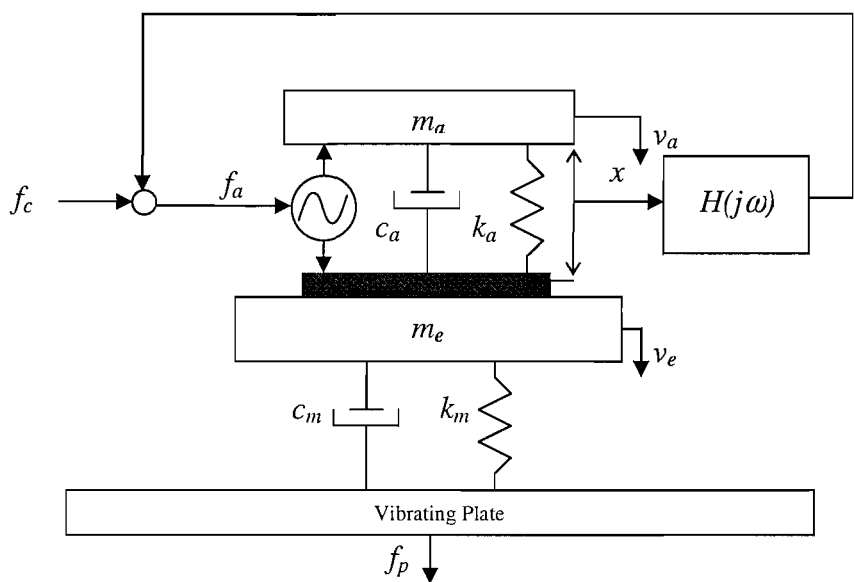 m_a
v_a
x
H(jω)
f_c
f_a
c_a
k_a
m_e
v_e
c_m
k_m
Vibrating Plate
f_p